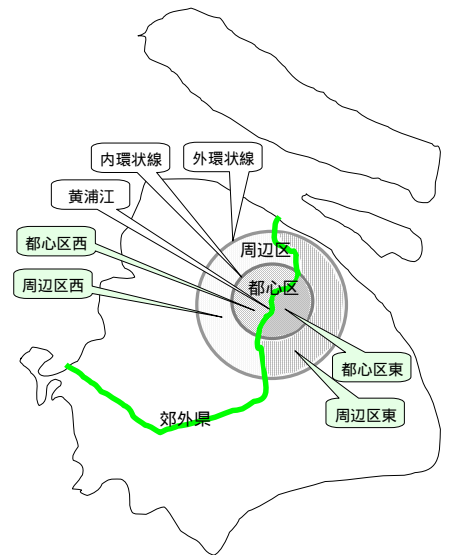 内環状線
外環状線
黄浦江
都心区西
周辺区
周辺区西
都心区
都心区東
周辺区東
郊外県